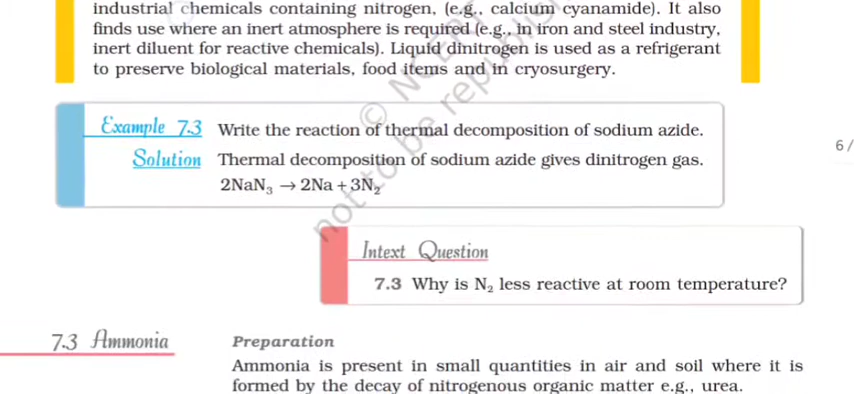 industrial chemicals containing nitrogen, (e.g., calcium cyanamide). It also
finds use where an inert atmosphere is required (e.g., in iron and steel industry,
inert diluent for reactive chemicals). Liquid dinitrogen is used as a refrigerant
to preserve biological materials, food items and in cryosurgery.
Example 7.3 Write the reaction of thermal decomposition of sodium azide.
Solution Thermal decomposition of sodium azide gives dinitrogen gas.
2NaN₃ → 2Na + 3N₂
6 /
Intext Question
7.3 Why is N₂ less reactive at room temperature?
7.3 Ammonia
Preparation
Ammonia is present in small quantities in air and soil where it is
formed by the decay of nitrogenous organic matter e.g., urea.
© NCERT
not to be republish